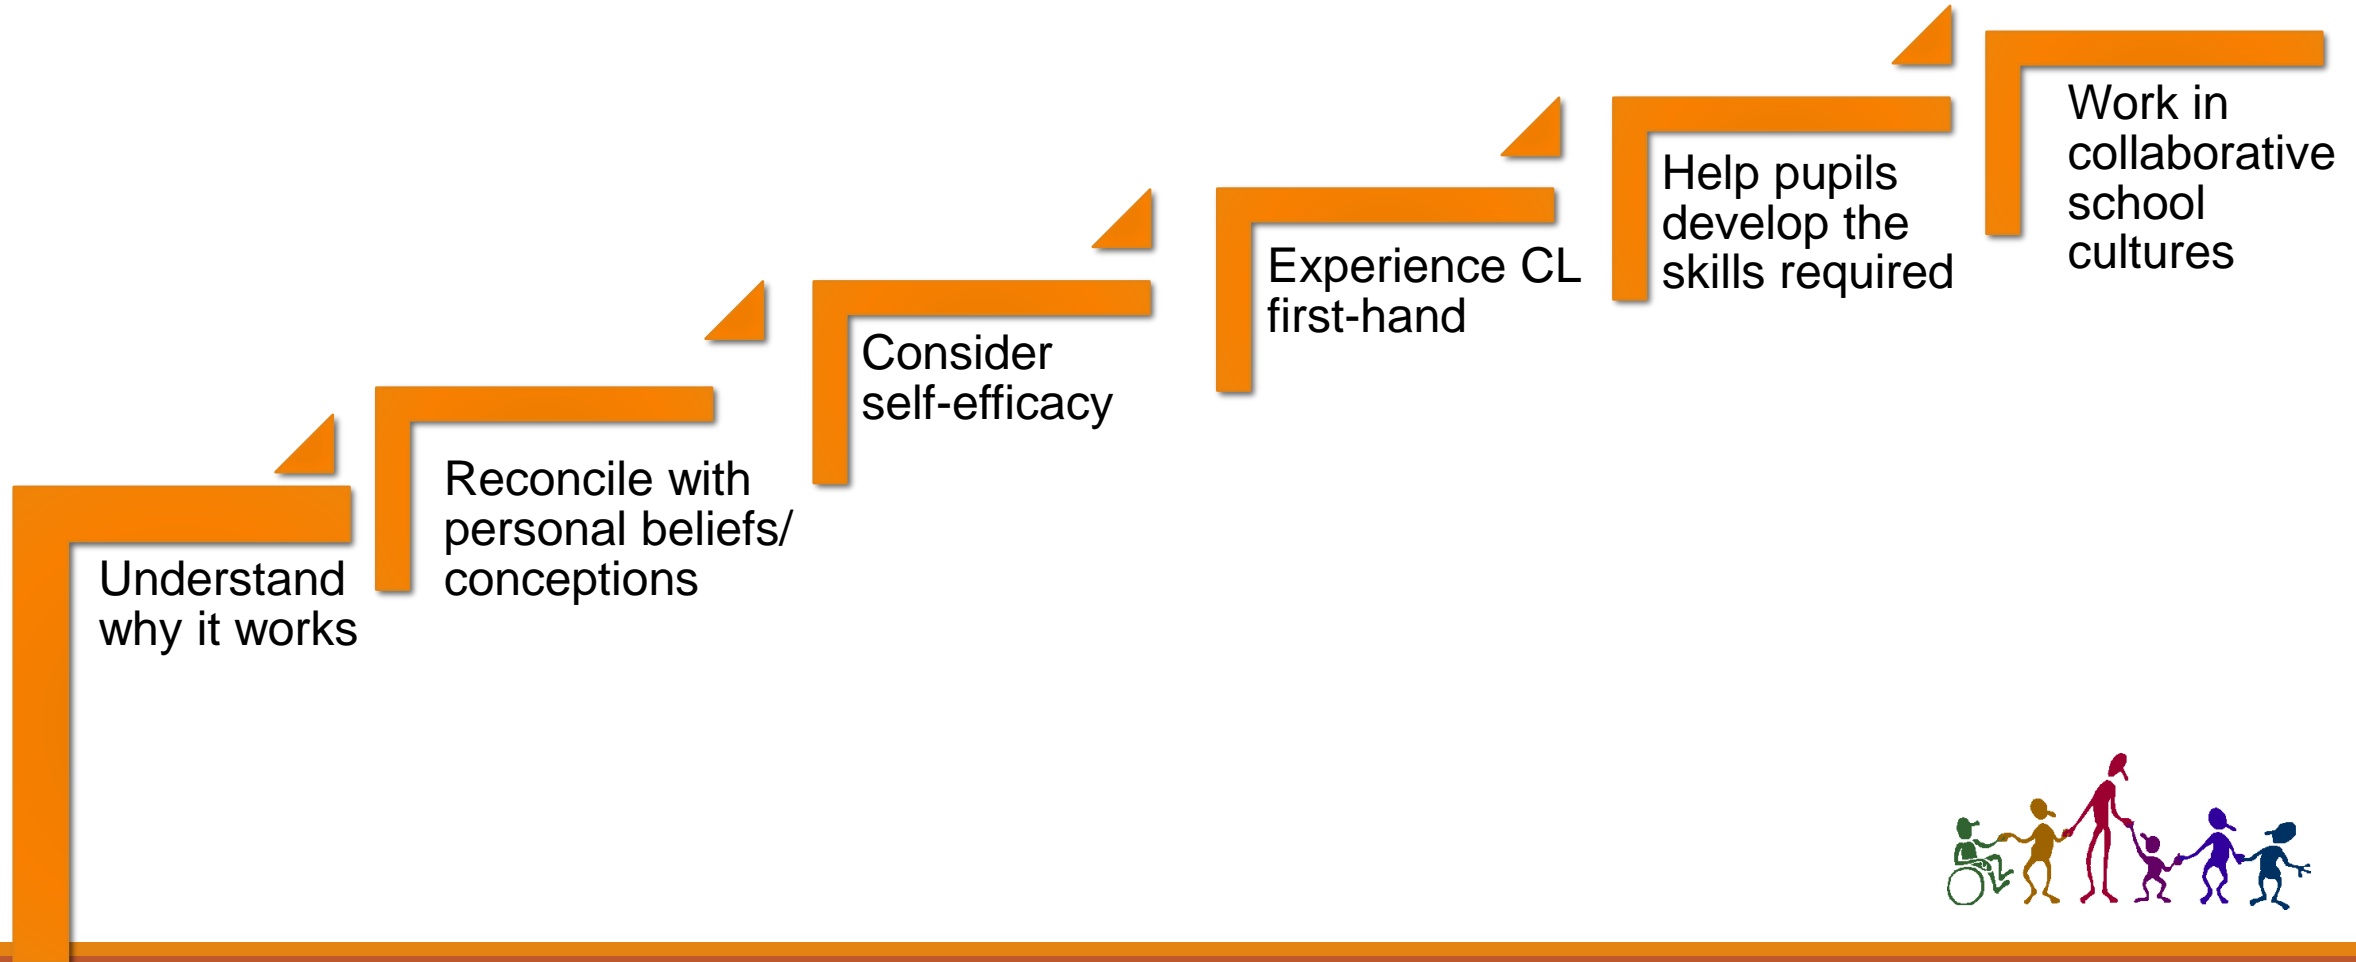 Understand
why it works
Reconcile with
personal beliefs/
conceptions
Consider
self-efficacy
Experience CL
first-hand
Help pupils
develop the
skills required
Work in
collaborative
school
cultures